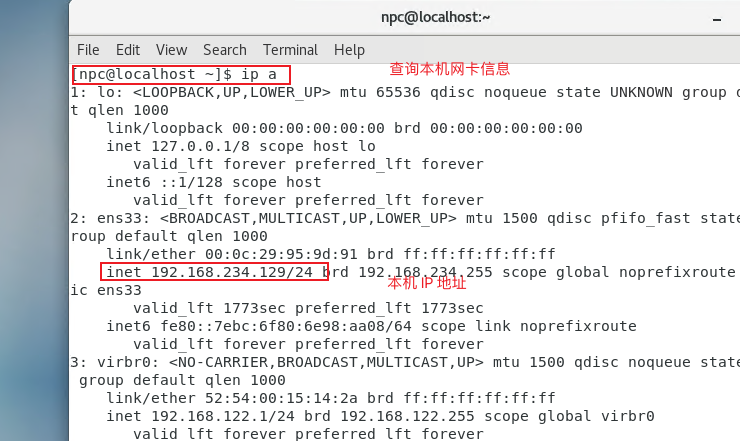 npc@localhost:~
File Edit View Search Terminal Help
[npc@localhost ~]$ ip a
查询本机网卡信息
1: lo: <LOOPBACK,UP,LOWER_UP> mtu 65536 qdisc noqueue state UNKNOWN group
t qlen 1000
link/loopback 00:00:00:00:00:00 brd 00:00:00:00:00:00
inet 127.0.0.1/8 scope host lo
valid_lft forever preferred_lft forever
inet6 ::1/128 scope host
valid_lft forever preferred_lft forever
2: ens33: <BROADCAST,MULTICAST,UP,LOWER_UP> mtu 1500 qdisc pfifo_fast state
roup default qlen 1000
link/ether 00:0c:29:95:9d:91 brd ff:ff:ff:ff:ff:ff
inet 192.168.234.129/24 brd 192.168.234.255 scope global noprefixroute
本机 IP 地址
ic ens33
valid_lft 1773sec preferred_lft 1773sec
inet6 fe80::7ebc:6f80:6e98:aa08/64 scope link noprefixroute
valid_lft forever preferred_lft forever
3: virbr0: <NO-CARRIER,BROADCAST,MULTICAST,UP> mtu 1500 qdisc noqueue state
group default qlen 1000
link/ether 52:54:00:15:14:2a brd ff:ff:ff:ff:ff:ff
inet 192.168.122.1/24 brd 192.168.122.255 scope global virbr0
valid_lft forever preferred_lft forever